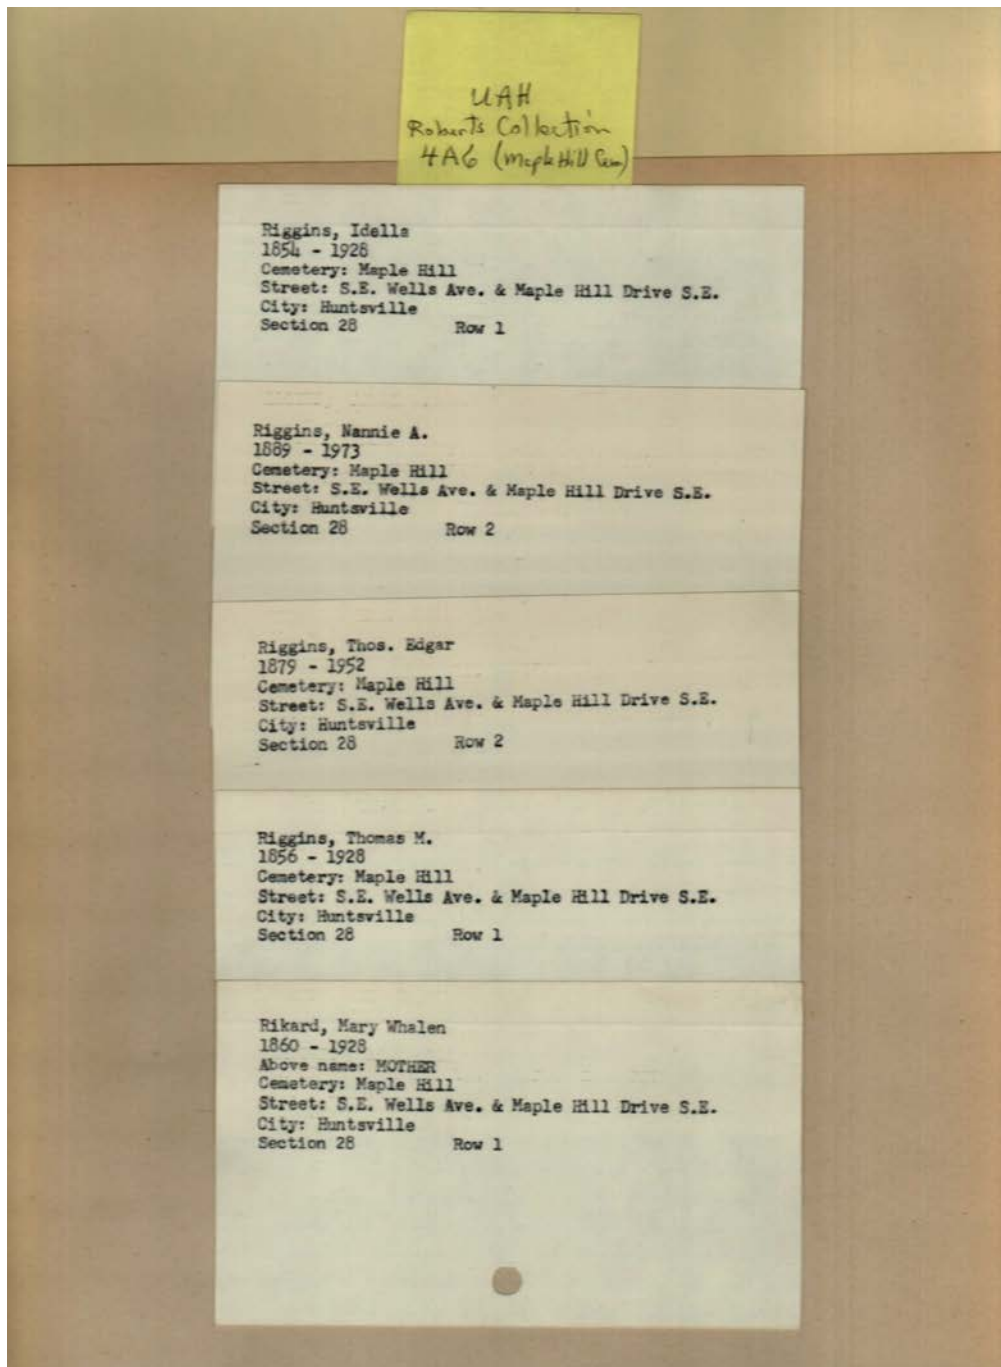 UAH
Roberts Collection
4A6 (Maple Hill Cem)
Riggins, Idella
1854 - 1928
Cemetery: Maple Hill
Street: S.E. Wells Ave. & Maple Hill Drive S.E.
City: Huntsville
Section 28 Row 1
Riggins, Nannie A.
1889 - 1973
Cemetery: Maple Hill
Street: S.E. Wells Ave. & Maple Hill Drive S.E.
City: Huntsville
Section 28 Row 2
Riggins, Thos. Edgar
1879 - 1952
Cemetery: Maple Hill
Street: S.E. Wells Ave. & Maple Hill Drive S.E.
City: Huntsville
Section 28 Row 2
Riggins, Thomas M.
1856 - 1928
Cemetery: Maple Hill
Street: S.E. Wells Ave. & Maple Hill Drive S.E.
City: Huntsville
Section 28 Row 1
Rikard, Mary Whalen
1860 - 1928
Above name: MOTHER
Cemetery: Maple Hill
Street: S.E. Wells Ave. & Maple Hill Drive S.E.
City: Huntsville
Section 28 Row 1